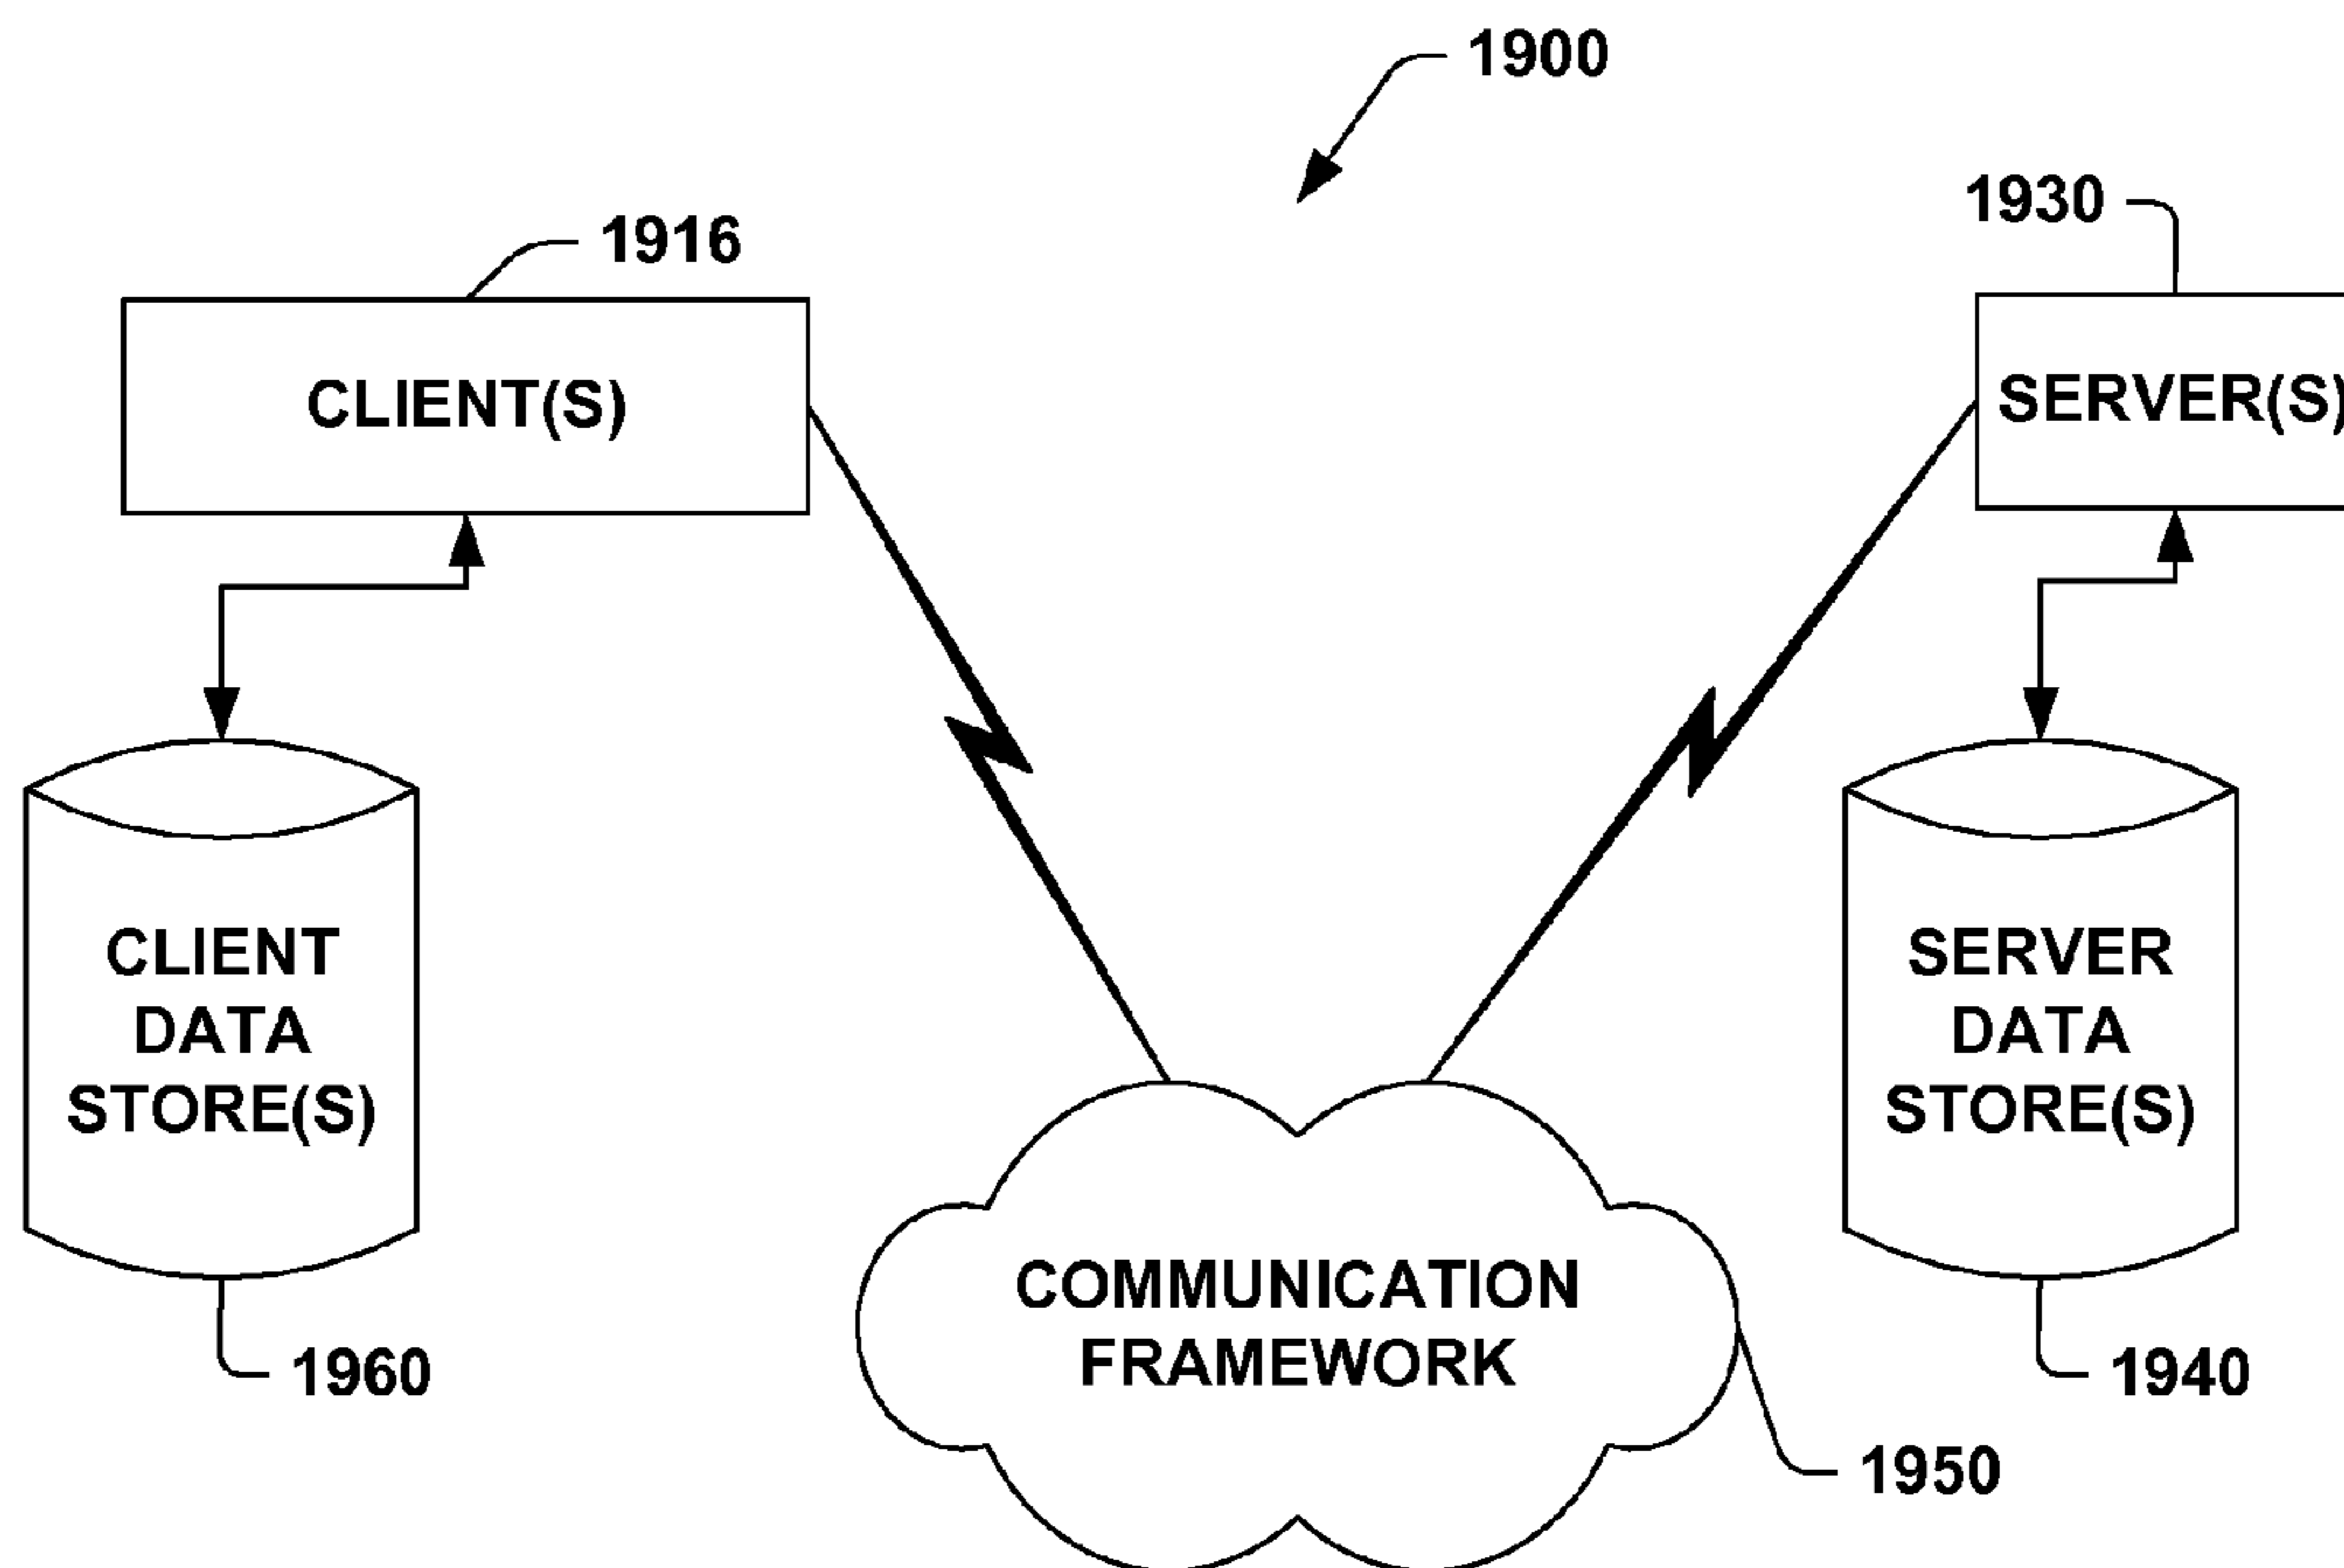 1900
1930
1916
CLIENT(S)
SERVER(S)
CLIENT
DATA
STORE(S)
SERVER
DATA
STORE(S)
COMMUNICATION
FRAMEWORK
1960
1940
1950